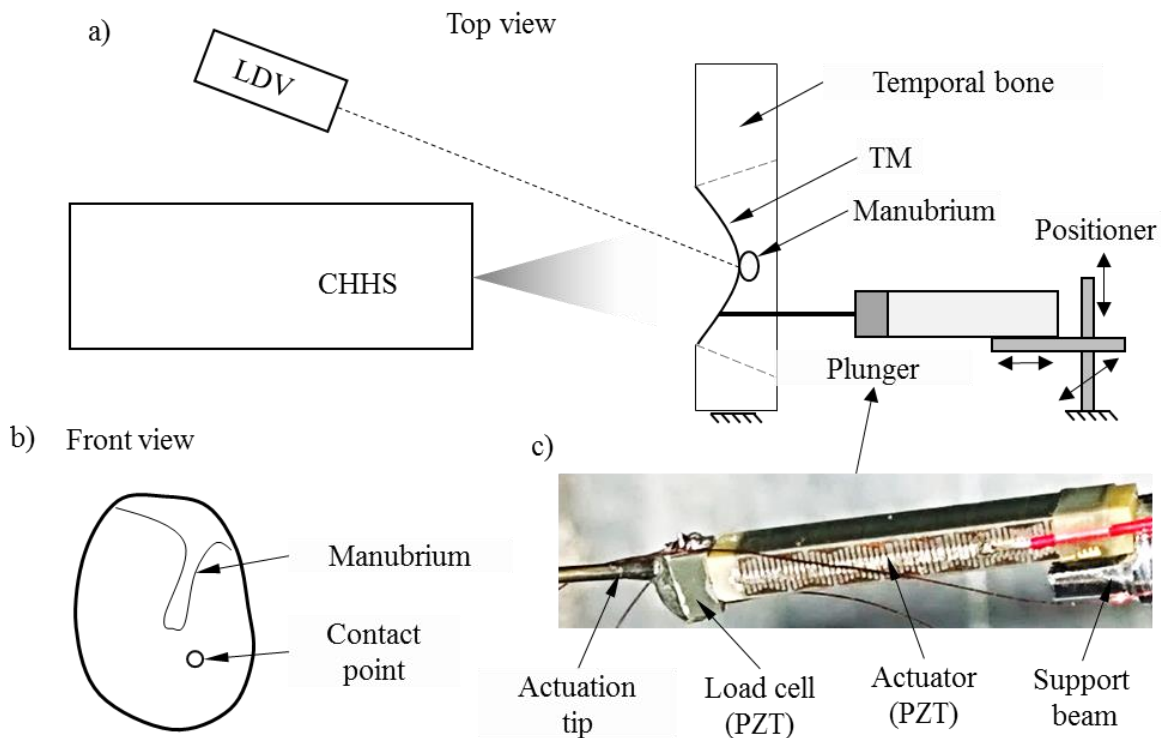 a)
Top view
LDV
Temporal bone
TM
Manubrium
Positioner
CHHS
Plunger
b) Front view
c)
Manubrium
Contact
point
Actuation
tip
Load cell
(PZT)
Actuator
(PZT)
Support
beam